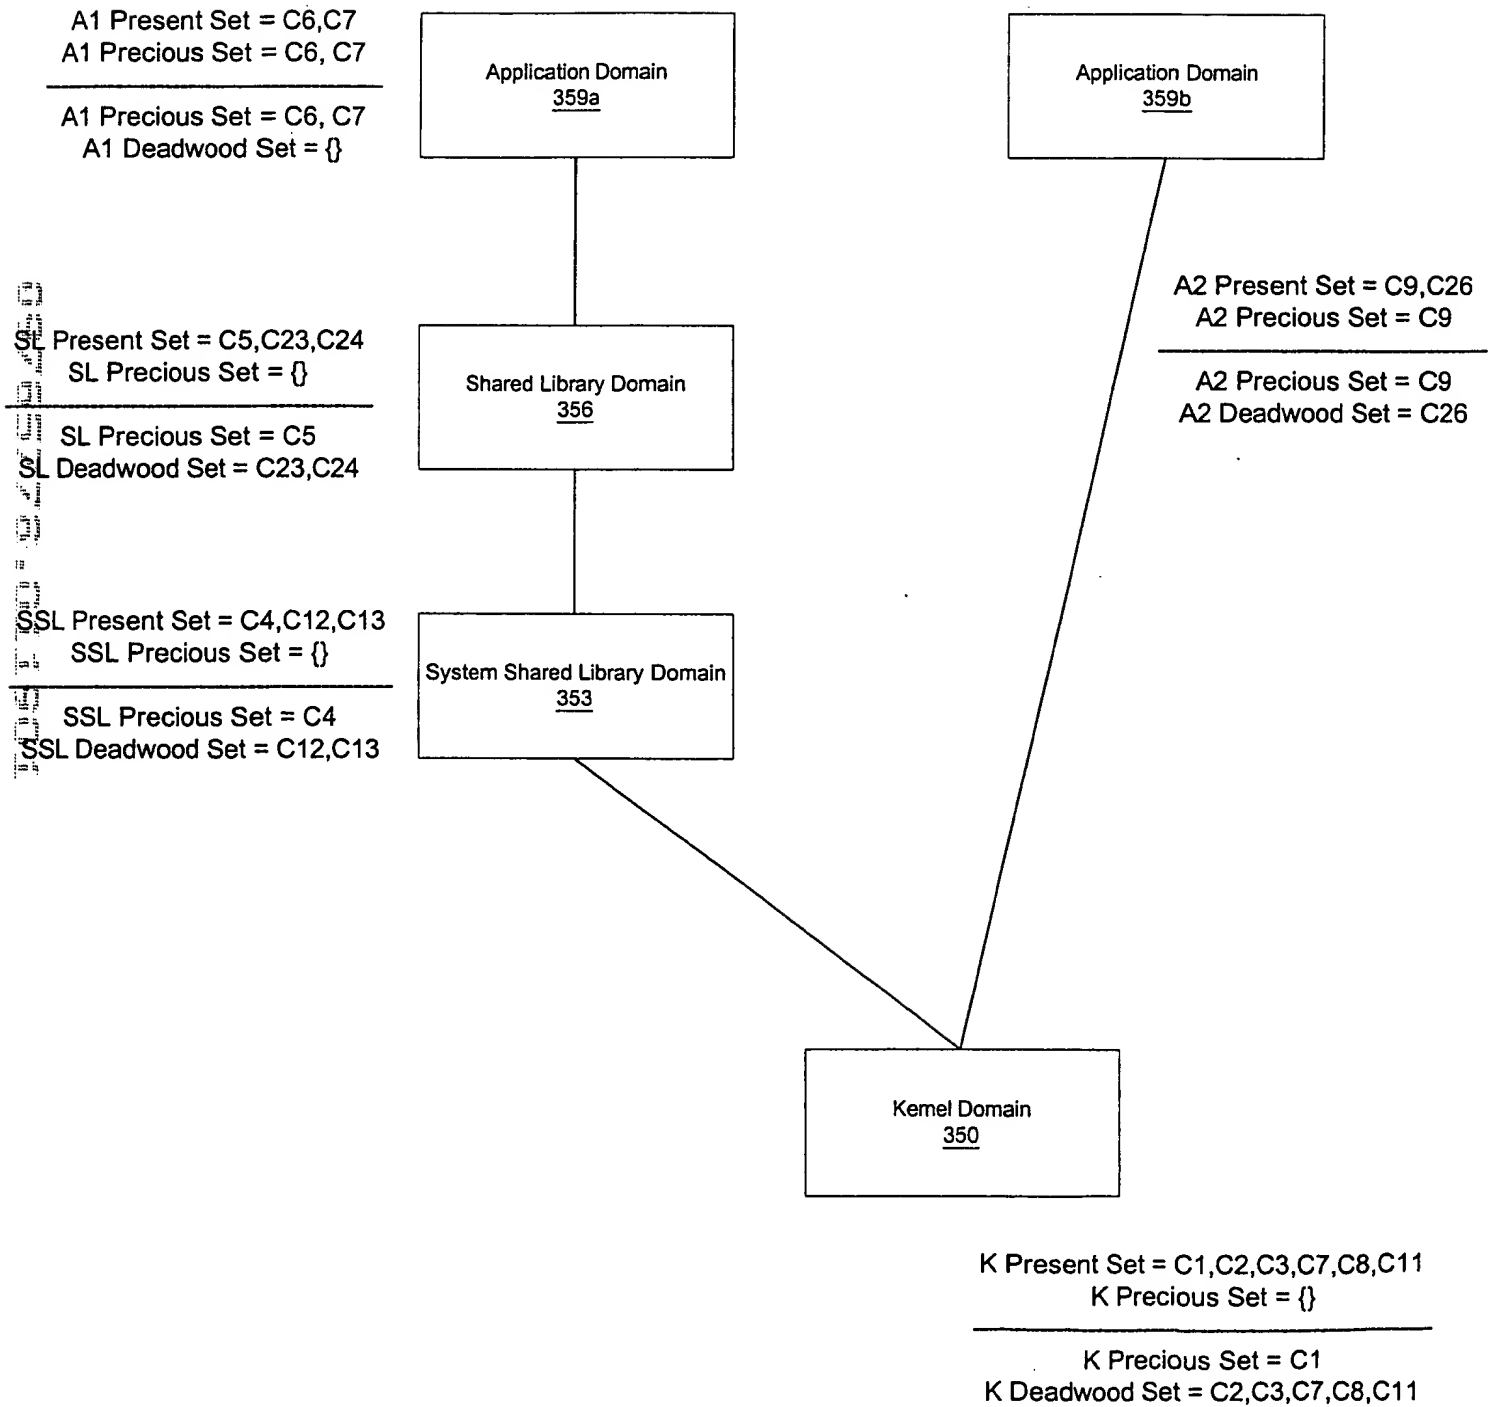 A1 Present Set = C6,C7
A1 Precious Set = C6, C7
A1 Precious Set = C6, C7
A1 Deadwood Set = {}
Application Domain
359a
Application Domain
359b
A2 Present Set = C9,C26
A2 Precious Set = C9
A2 Precious Set = C9
A2 Deadwood Set = C26
SL Present Set = C5,C23,C24
SL Precious Set = {}
SL Precious Set = C5
SL Deadwood Set = C23,C24
Shared Library Domain
356
SSL Present Set = C4,C12,C13
SSL Precious Set = {}
SSL Precious Set = C4
SSL Deadwood Set = C12,C13
System Shared Library Domain
353
Kernel Domain
350
K Present Set = C1,C2,C3,C7,C8,C11
K Precious Set = {}
K Precious Set = C1
K Deadwood Set = C2,C3,C7,C8,C11